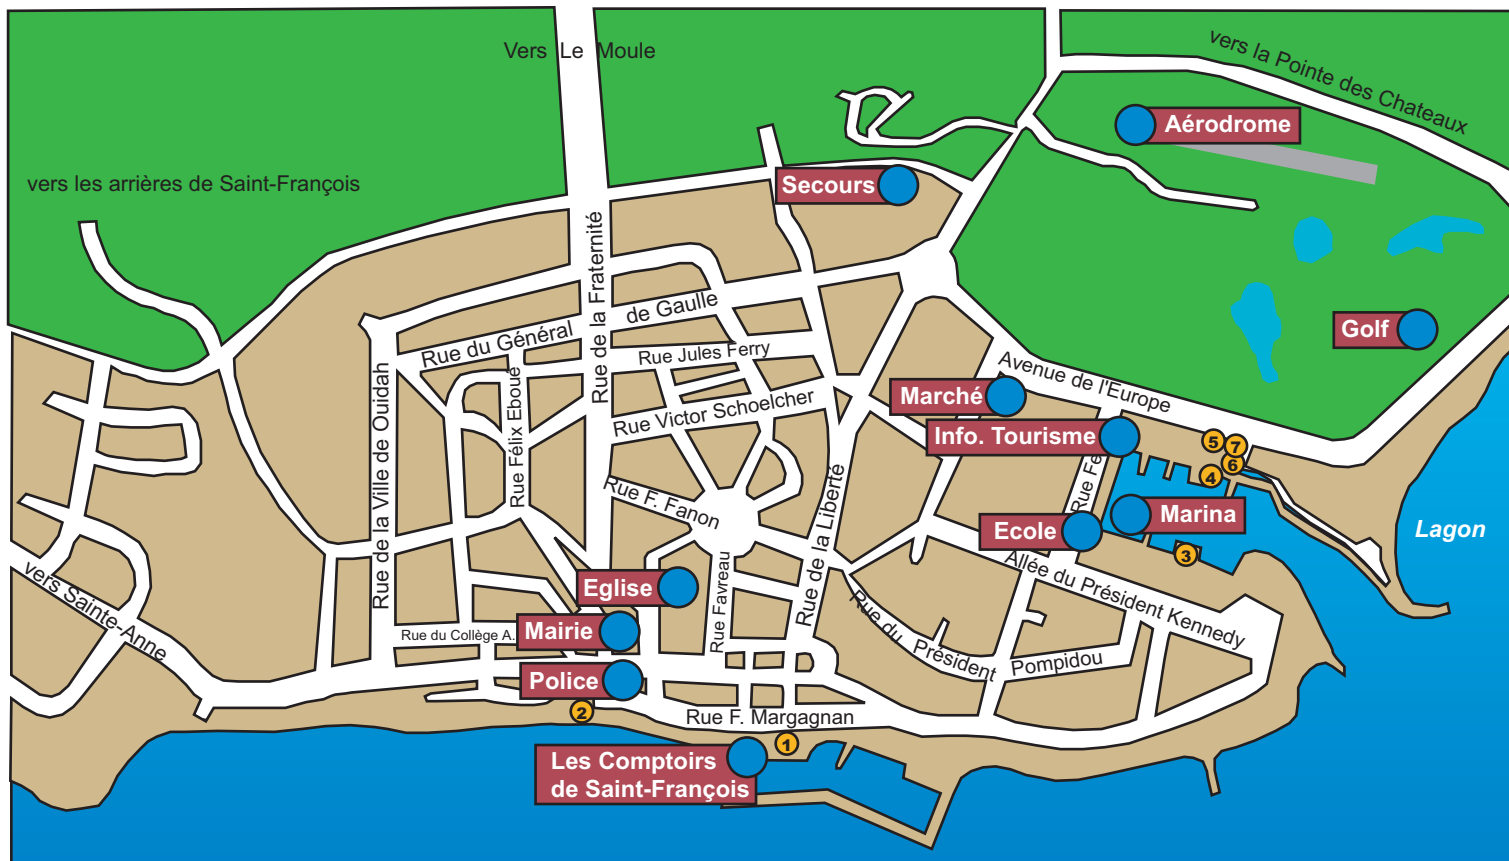 Vers Le Moule
vers la Pointe des Chateaux
Aérodrome
vers les arrières de Saint-François
Secours
Rue de la Fraternité
Rue du Général de Gaulle
Golf
Rue Jules Ferry
Avenue de l'Europe
Rue de la Ville de Ouidah
Rue Félix Eboué
Marché
Rue Victor Schoelcher
Info. Tourisme
5
7
6
4
Rue Fe
Rue F. Fanon
Rue de la Liberté
Marina
Ecole
Lagon
3
Allée du Président Kennedy
vers Sainte-Anne
Eglise
Rue Favreau
Rue du Président Pompidou
Rue du Collège A.
Mairie
Police
2
Rue F. Margagnan
1
Les Comptoirs
de Saint-François